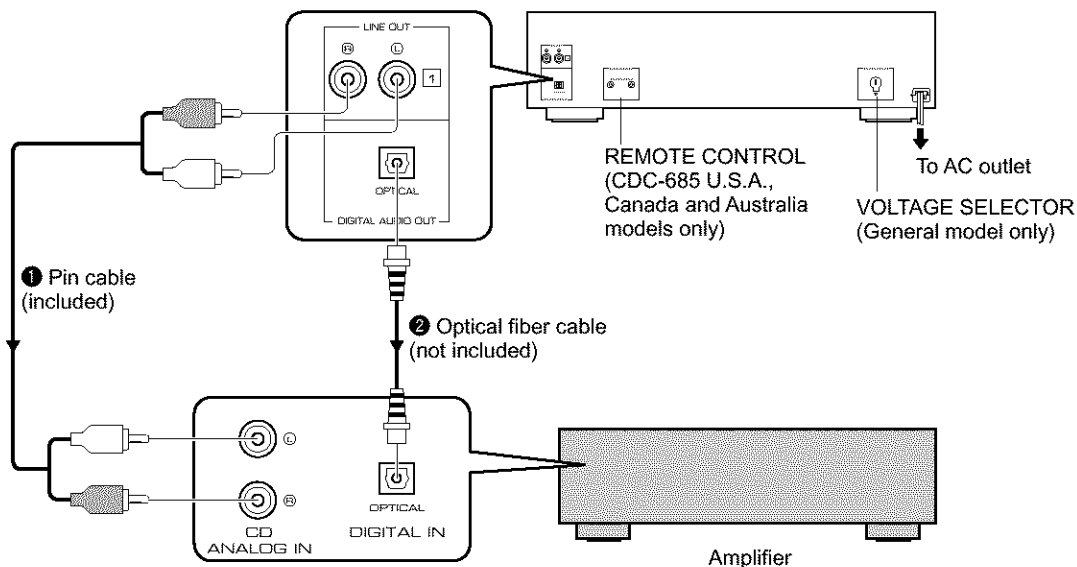 LINE OUT
R L
1
OPTICAL
DIGITAL AUDIO OUT
REMOTE CONTROL
(CDC-685 U.S.A.,
Canada and Australia
models only)
To AC outlet
VOLTAGE SELECTOR
(General model only)
❶ Pin cable
(included)
❷ Optical fiber cable
(not included)
L
R
OPTICAL
CD
ANALOG IN
DIGITAL IN
Amplifier